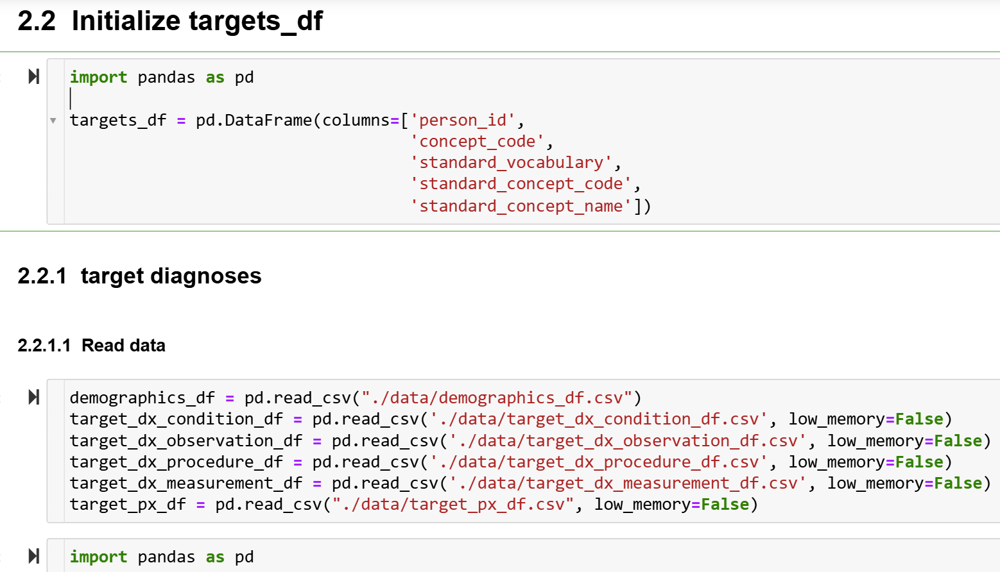 2.2 Initialize targets_df
import pandas as pd
targets_df = pd.DataFrame(columns=['person_id',
'concept_code',
'standard_vocabulary',
'standard_concept_code',
'standard_concept_name'])
2.2.1 target diagnoses
2.2.1.1 Read data
demographics_df = pd.read_csv("./data/demographics_df.csv")
target_dx_condition_df = pd.read_csv('./data/target_dx_condition_df.csv', low_memory=False)
target_dx_observation_df = pd.read_csv('./data/target_dx_observation_df.csv', low_memory=False)
target_dx_procedure_df = pd.read_csv('./data/target_dx_procedure_df.csv', low_memory=False)
target_dx_measurement_df = pd.read_csv('./data/target_dx_measurement_df.csv', low_memory=False)
target_px_df = pd.read_csv("./data/target_px_df.csv", low_memory=False)
import pandas as pd